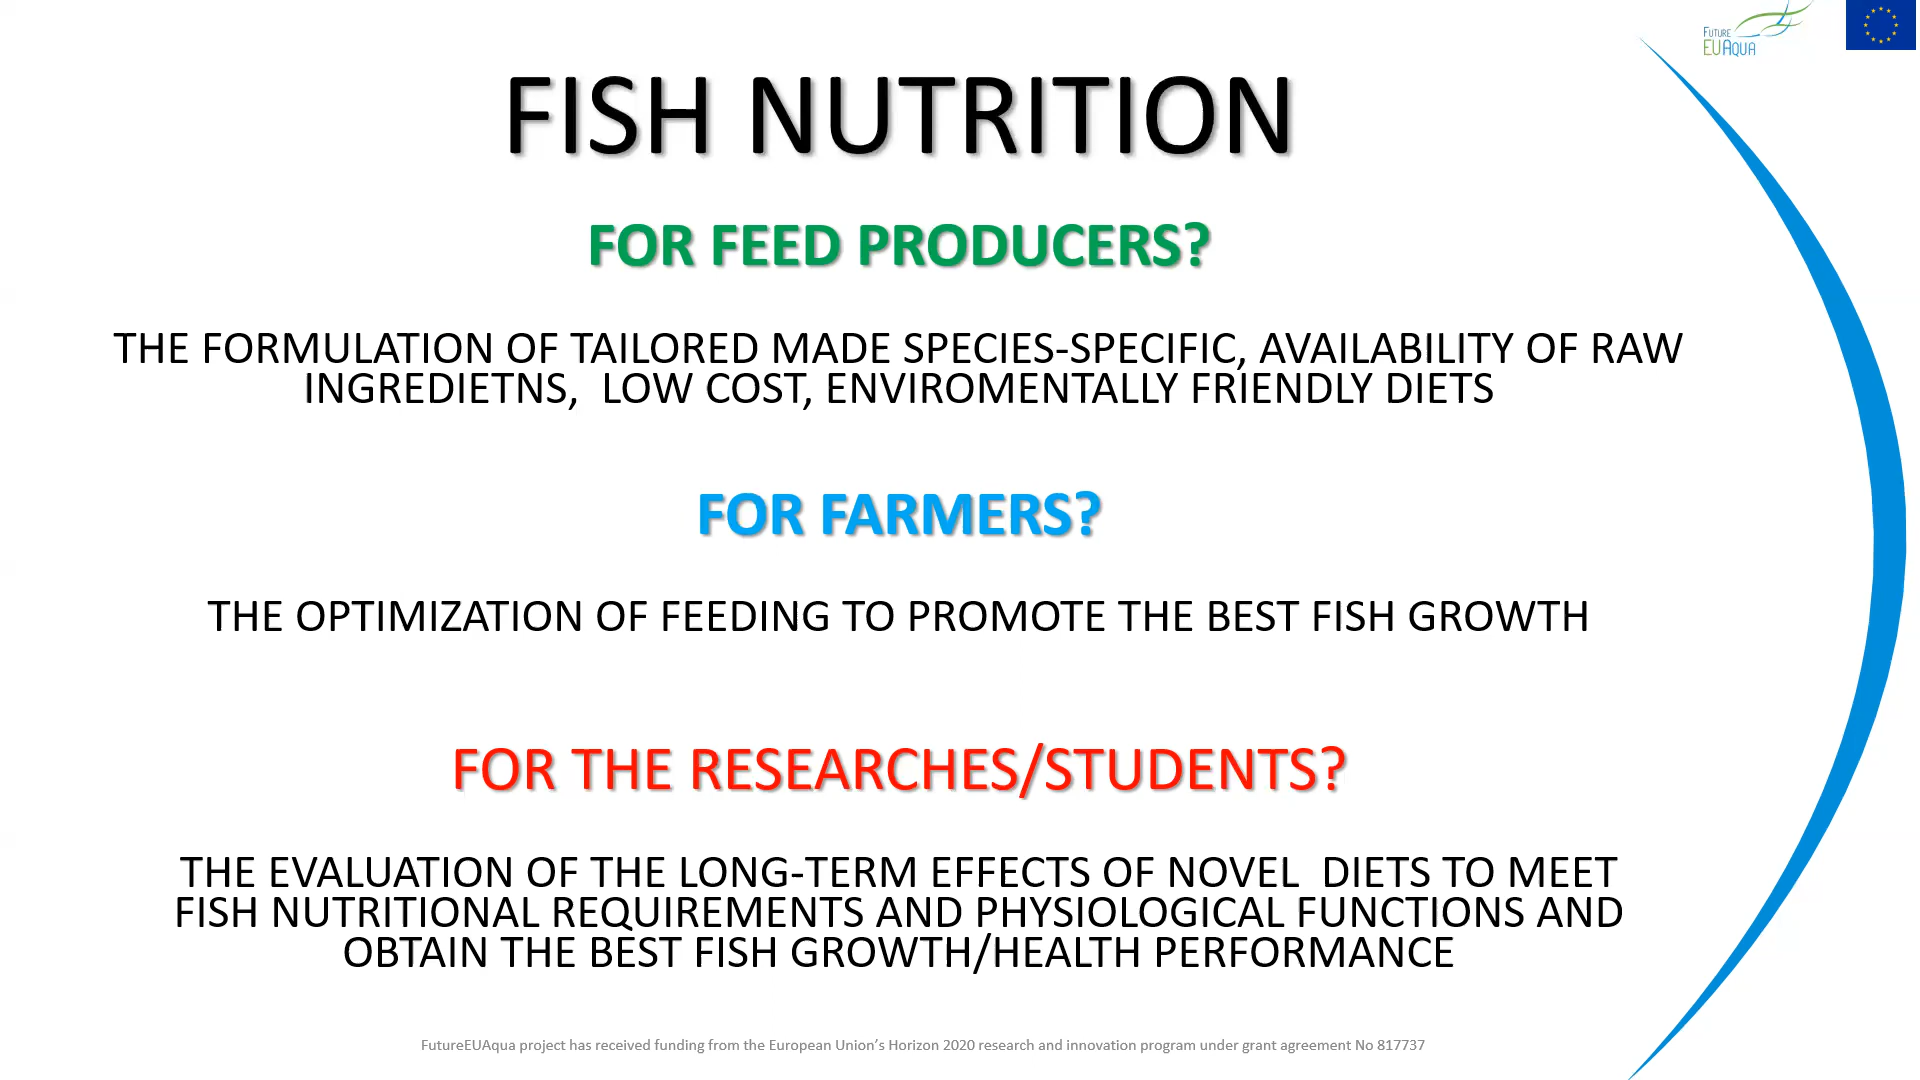 FUTURE
EUAQUA
FISH NUTRITION
FOR FEED PRODUCERS?
THE FORMULATION OF TAILORED MADE SPECIES-SPECIFIC, AVAILABILITY OF RAW
INGREDIETNS, LOW COST, ENVIROMENTALLY FRIENDLY DIETS
FOR FARMERS?
THE OPTIMIZATION OF FEEDING TO PROMOTE THE BEST FISH GROWTH
FOR THE RESEARCHES/STUDENTS?
THE EVALUATION OF THE LONG-TERM EFFECTS OF NOVEL DIETS TO MEET
FISH NUTRITIONAL REQUIREMENTS AND PHYSIOLOGICAL FUNCTIONS AND
OBTAIN THE BEST FISH GROWTH/HEALTH PERFORMANCE
FutureEUAqua project has received funding from the European Union’s Horizon 2020 research and innovation program under grant agreement No 817737